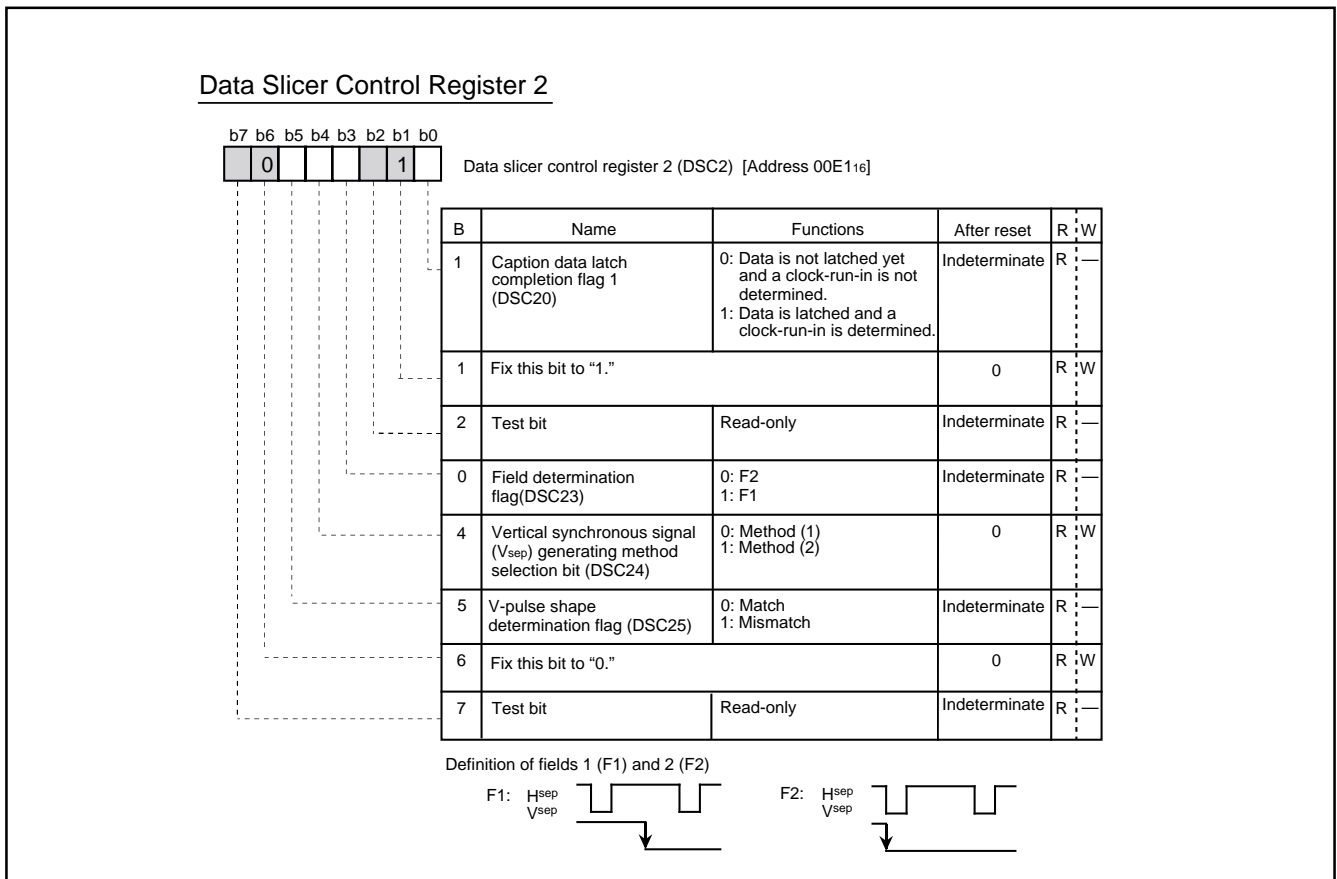 Data Slicer Control Register 2
b7 b6 b5 b4 b3 b2 b1 b0
0 1
Data slicer control register 2 (DSC2) [Address 00E116]
B Name Functions After reset R W
1 Caption data latch completion flag 1 (DSC20) 0: Data is not latched yet and a clock-run-in is not determined. 1: Data is latched and a clock-run-in is determined. Indeterminate R —
1 Fix this bit to “1.” 0 R W
2 Test bit Read-only Indeterminate R —
0 Field determination flag(DSC23) 0: F2 1: F1 Indeterminate R —
4 Vertical synchronous signal (Vsep) generating method selection bit (DSC24) 0: Method (1) 1: Method (2) 0 R W
5 V-pulse shape determination flag (DSC25) 0: Match 1: Mismatch Indeterminate R —
6 Fix this bit to “0.” 0 R W
7 Test bit Read-only Indeterminate R —
Definition of fields 1 (F1) and 2 (F2)
F1: Hsep
Vsep
F2: Hsep
Vsep